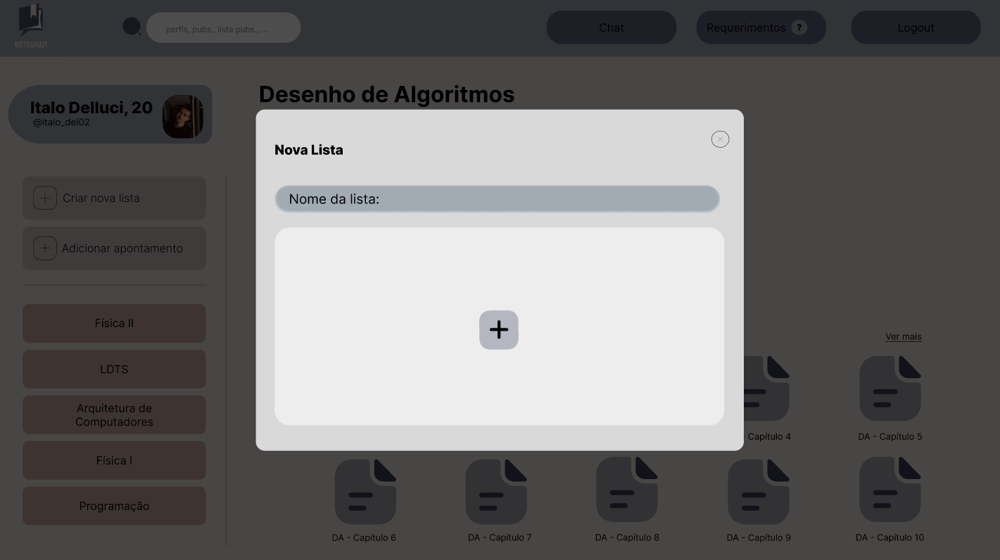 NOTEGRAM
perfis, pubs., lista pubs., ...
Chat
Requerimentos ?
Logout
Italo Delluci, 20
@italo_del02
Desenho de Algoritmos
Nova Lista
Nome da lista:
Criar nova lista
Adicionar apontamento
Física II
LDTS
Arquitetura de
Computadores
Física I
Programação
Ver mais
- Capítulo 4
DA - Capítulo 5
DA - Capítulo 6
DA - Capítulo 7
DA - Capítulo 8
DA - Capítulo 9
DA - Capítulo 10